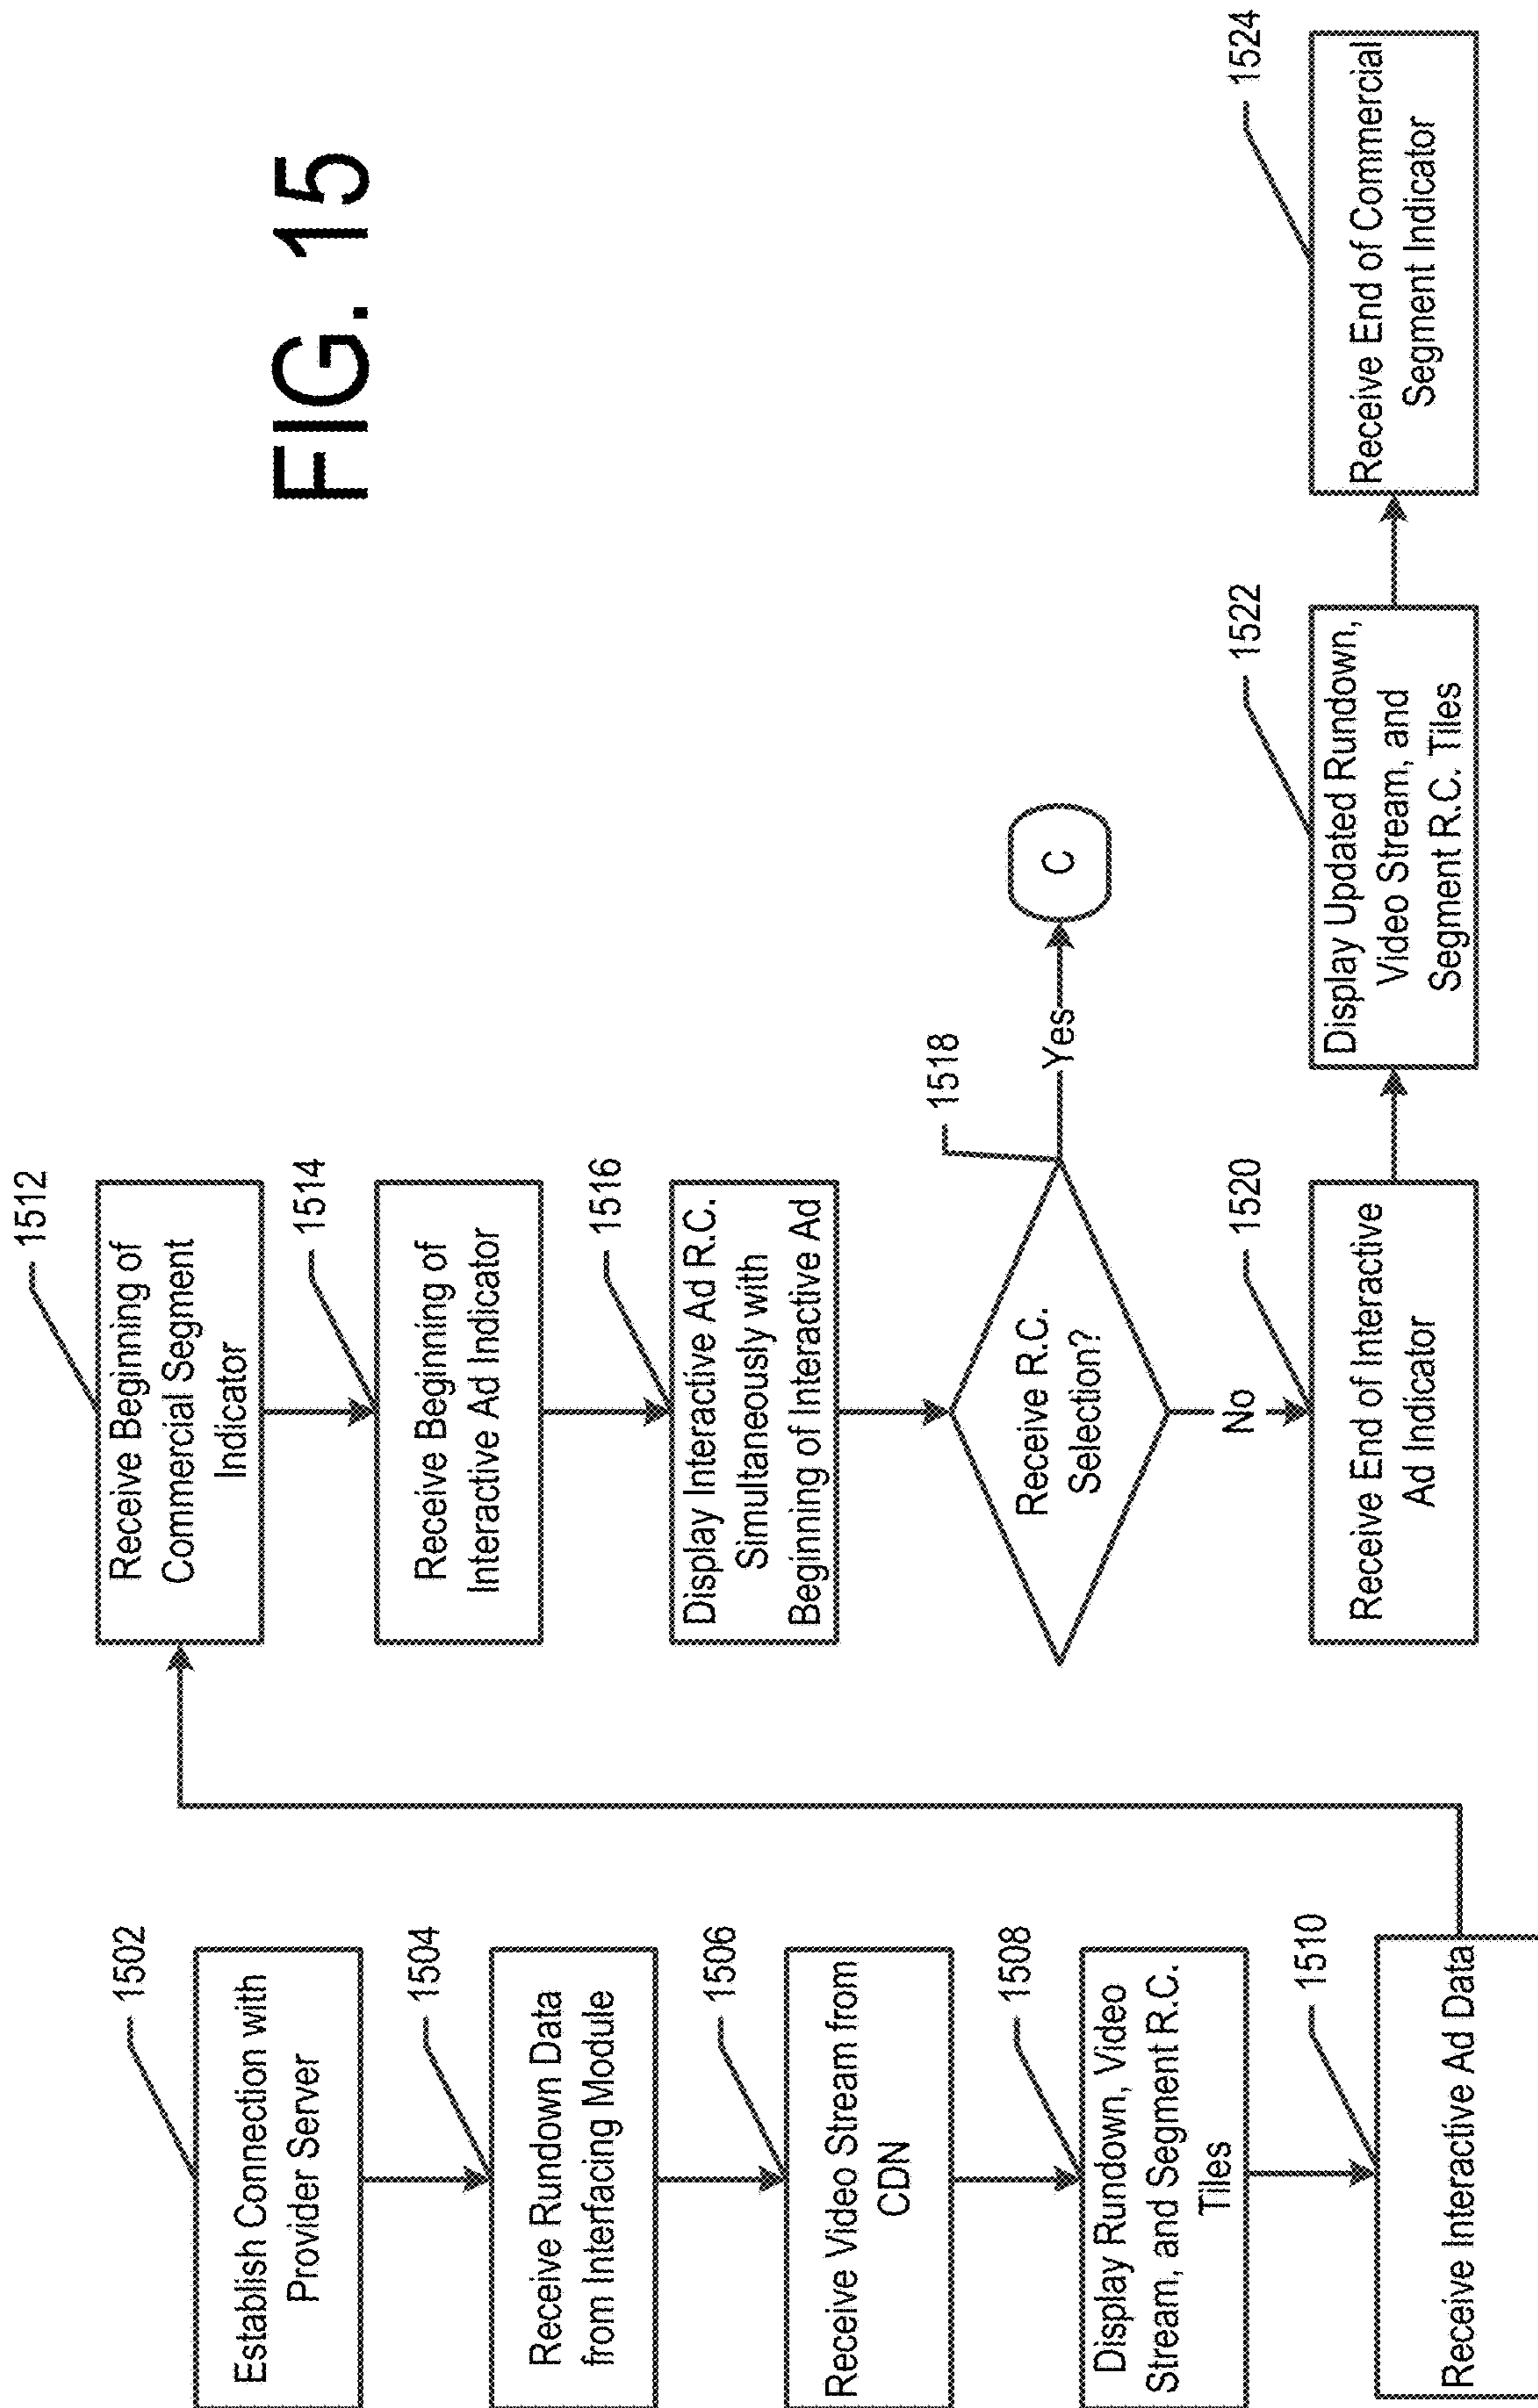 FIG. 15
1502
Establish Connection with
Provider Server
1504
Receive Rundown Data
from Interfacing Module
1506
Receive Video Stream from
CDN
1508
Display Rundown, Video
Stream, and Segment R.C.
Tiles
1510
Receive Interactive Ad Data
1512
Receive Beginning of
Commercial Segment
Indicator
1514
Receive Beginning of
Interactive Ad Indicator
1516
Display Interactive Ad R.C.
Simultaneously with
Beginning of Interactive Ad
1518
Receive R.C.
Selection?
Yes
C
No
1520
Receive End of Interactive
Ad Indicator
1522
Display Updated Rundown,
Video Stream, and
Segment R.C. Tiles
1524
Receive End of Commercial
Segment Indicator